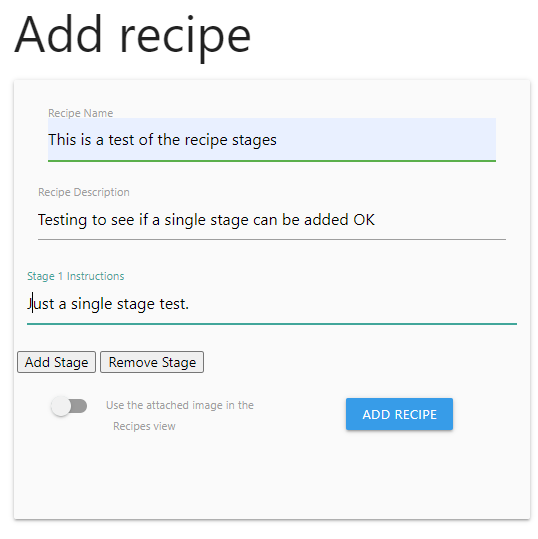 Add recipe
Recipe Name
This is a test of the recipe stages
Recipe Description
Testing to see if a single stage can be added OK
Stage 1 Instructions
Just a single stage test.
Add Stage Remove Stage
Use the attached image in the
Recipes view
ADD RECIPE